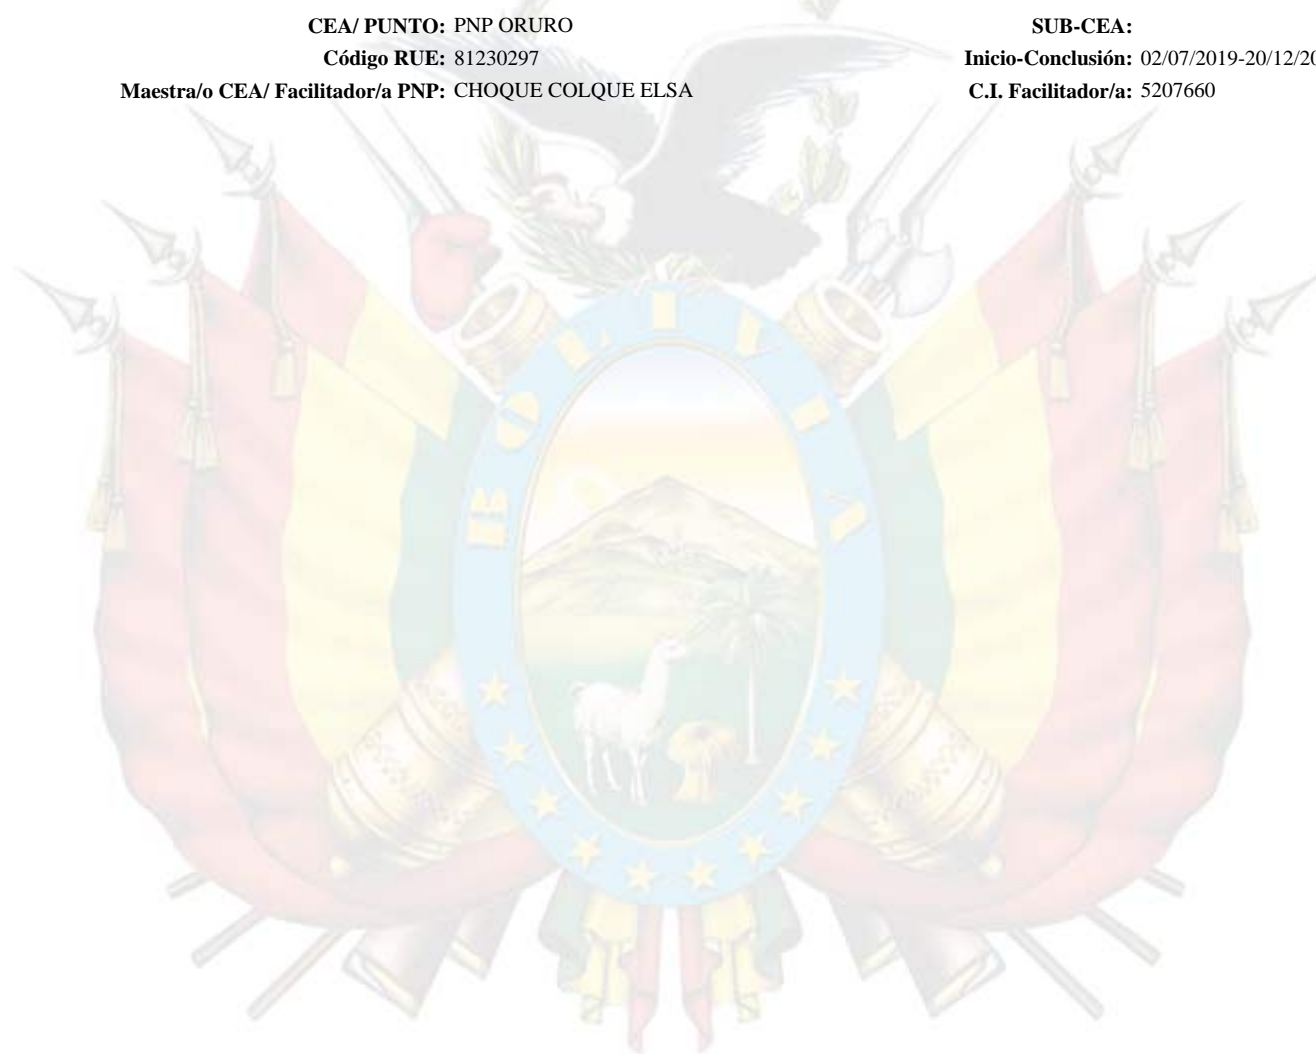 CEA/ PUNTO: PNP ORURO SUB-CEA:
Código RUE: 81230297 Inicio-Conclusión: 02/07/2019-20/12/20
Maestra/o CEA/ Facilitador/a PNP: CHOQUE COLQUE ELSA C.I. Facilitador/a: 5207660
BOLIVIA